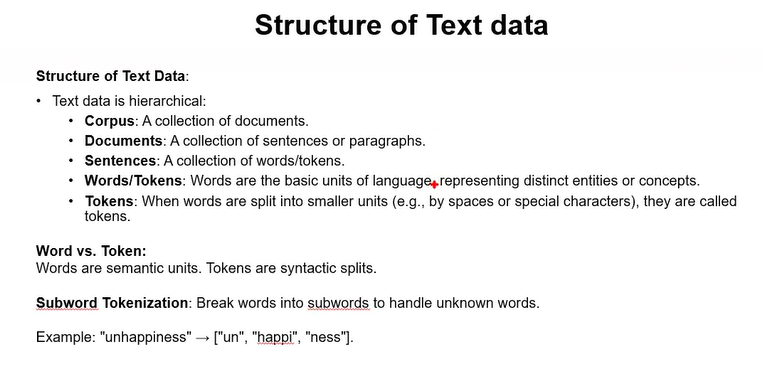 Structure of Text data
Structure of Text Data:
• Text data is hierarchical:
• Corpus: A collection of documents.
• Documents: A collection of sentences or paragraphs.
• Sentences: A collection of words/tokens.
• Words/Tokens: Words are the basic units of language, representing distinct entities or concepts.
• Tokens: When words are split into smaller units (e.g., by spaces or special characters), they are called
tokens.
Word vs. Token:
Words are semantic units. Tokens are syntactic splits.
Subword Tokenization: Break words into subwords to handle unknown words.
Example: "unhappiness" → ["un", "happi", "ness"].